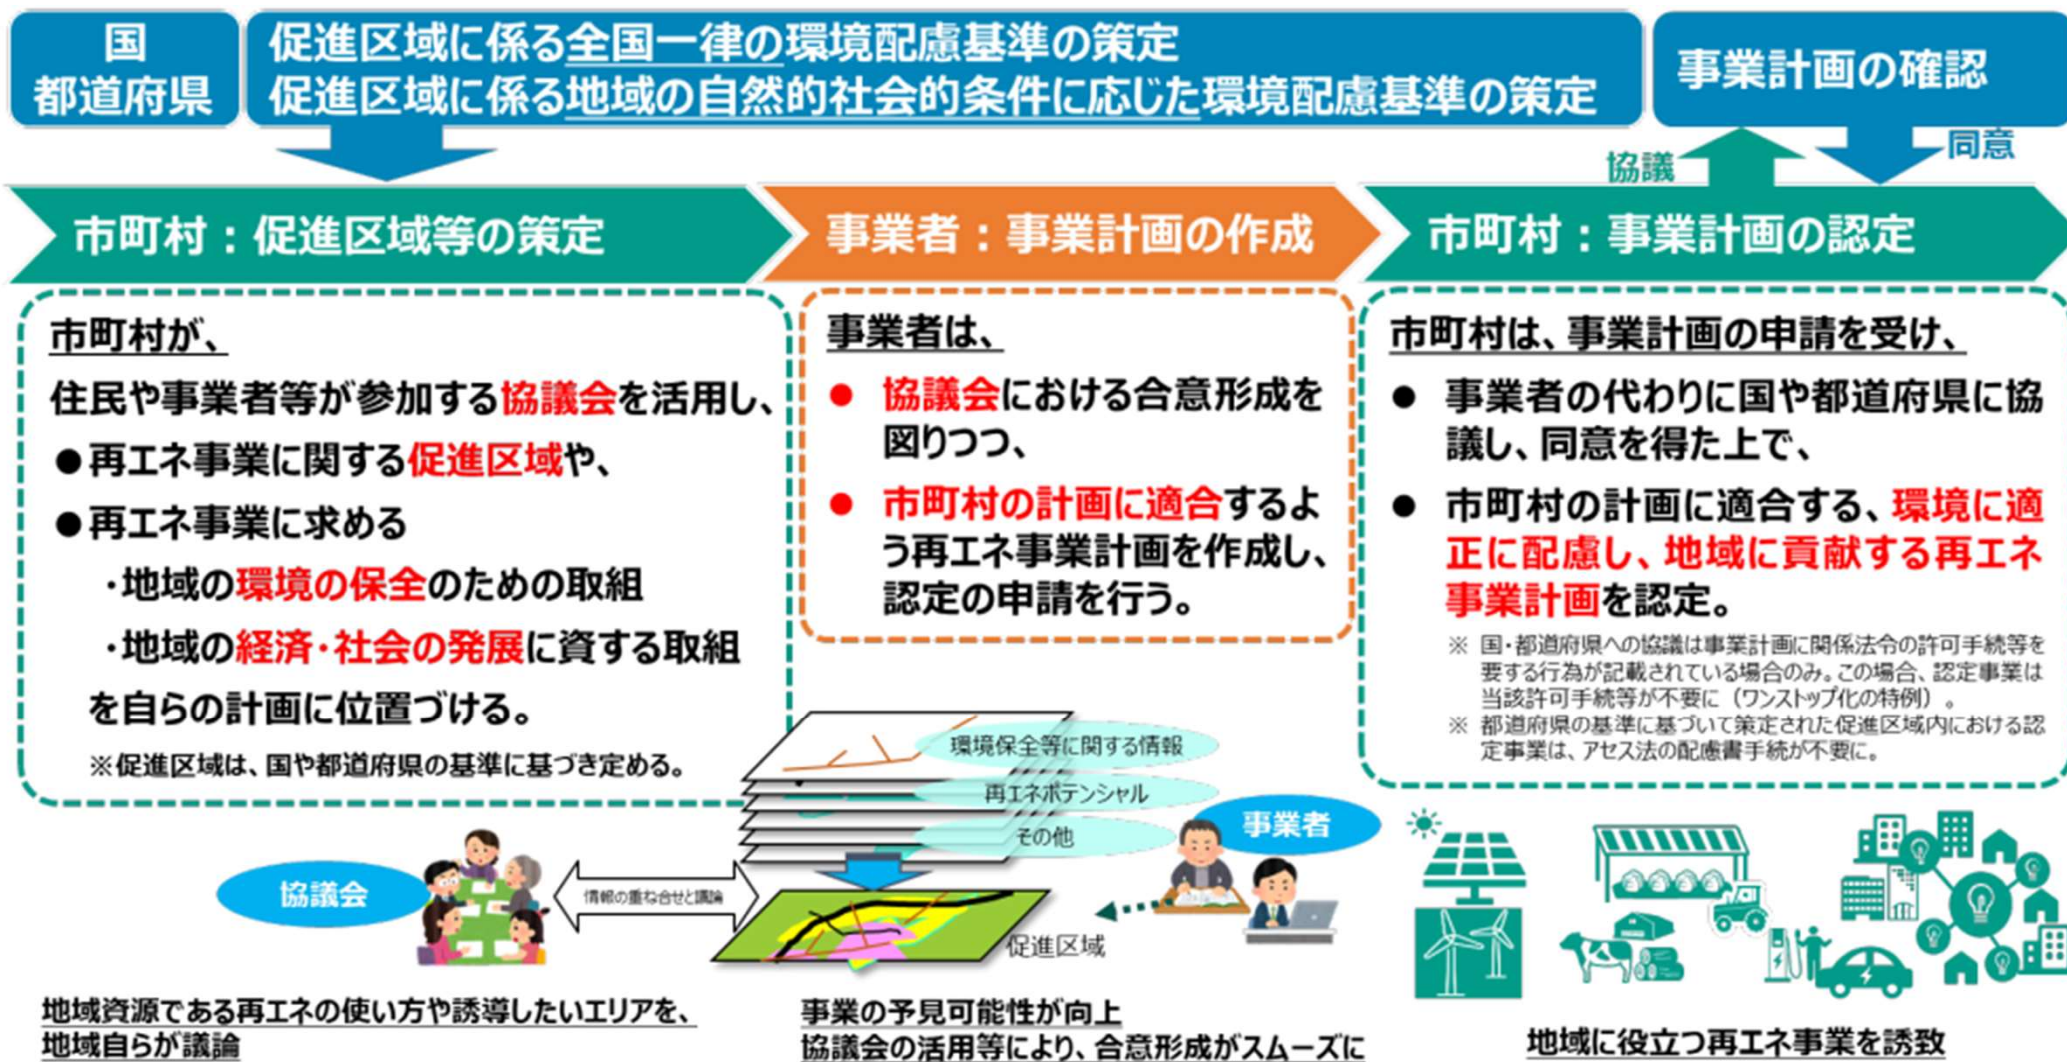 国
都道府県
促進区域に係る全国一律の環境配慮基準の策定
促進区域に係る地域の自然的社会的条件に応じた環境配慮基準の策定
事業計画の確認
協議
同意
市町村：促進区域等の策定
事業者：事業計画の作成
市町村：事業計画の認定
市町村が、
住民や事業者等が参加する協議会を活用し、
●再エネ事業に関する促進区域や、
●再エネ事業に求める
・地域の環境の保全のための取組
・地域の経済・社会の発展に資する取組
を自らの計画に位置づける。
※促進区域は、国や都道府県の基準に基づき定める。
事業者は、
● 協議会における合意形成を
図りつつ、
● 市町村の計画に適合するよ
う再エネ事業計画を作成し、
認定の申請を行う。
市町村は、事業計画の申請を受け、
● 事業者の代わりに国や都道府県に協
議し、同意を得た上で、
● 市町村の計画に適合する、環境に適
正に配慮し、地域に貢献する再エネ
事業計画を認定。
※ 国・都道府県への協議は事業計画に関係法令の許可手続等を
要する行為が記載されている場合のみ。この場合、認定事業は
当該許可手続等が不要に（ワンストップ化の特例）。
※ 都道府県の基準に基づいて策定された促進区域内における認
定事業は、アセス法の配慮書手続が不要に。
環境保全等に関する情報
再エネポテンシャル
その他
事業者
協議会
情報の重ね合せと議論
促進区域
地域資源である再エネの使い方や誘導したいエリアを、
地域自らが議論
事業の予見可能性が向上
協議会の活用等により、合意形成がスムーズに
地域に役立つ再エネ事業を誘致